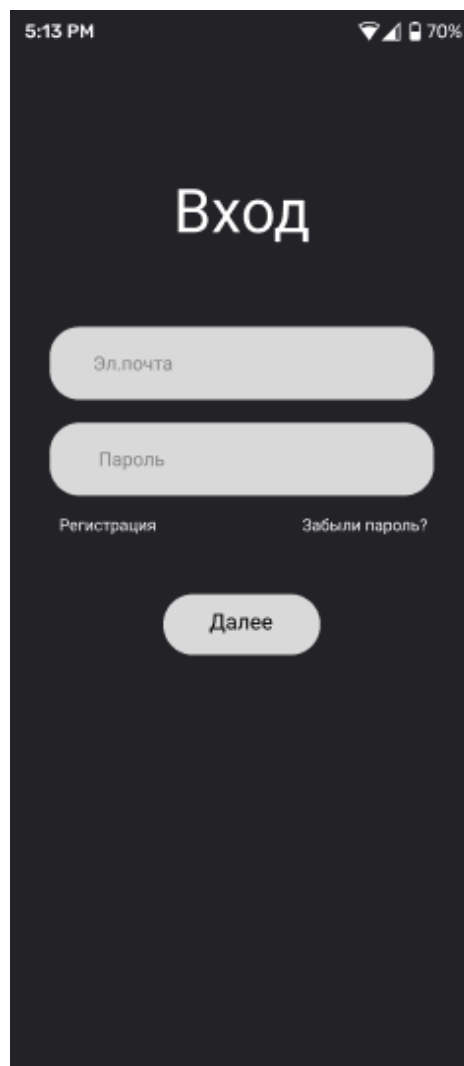 5:13 PM 70%
Вход
Эл.почта
Пароль
Регистрация Забыли пароль?
Далее